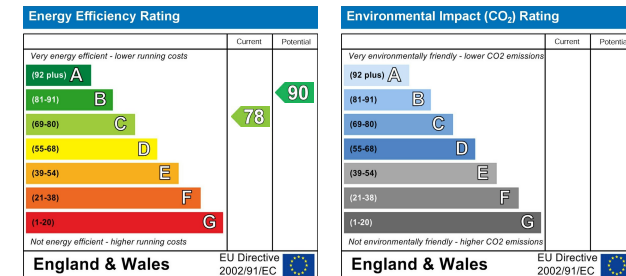 Energy Efficiency Rating
Current Potential
Very energy efficient - lower running costs
(92 plus) A
(81-91) B
90
(69-80) C
78
(55-68) D
(39-54) E
(21-38) F
(1-20) G
Not energy efficient - higher running costs
England & Wales
EU Directive
2002/91/EC
Environmental Impact (CO₂) Rating
Current Potential
Very environmentally friendly - lower CO2 emissions
(92 plus) A
(81-91) B
(69-80) C
(55-68) D
(39-54) E
(21-38) F
(1-20) G
Not environmentally friendly - higher CO2 emissions
England & Wales
EU Directive
2002/91/EC